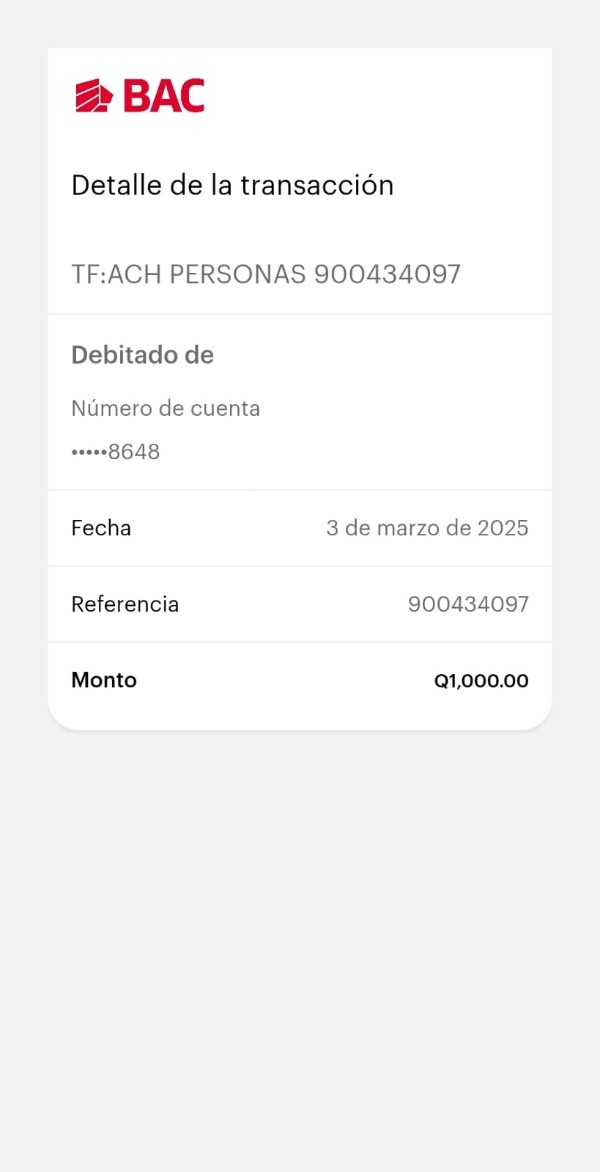 BAC
Detalle de la transacción
TF:ACH PERSONAS 900434097
Debitado de
Número de cuenta
•••••8648
Fecha 3 de marzo de 2025
Referencia 900434097
Monto Q1,000.00